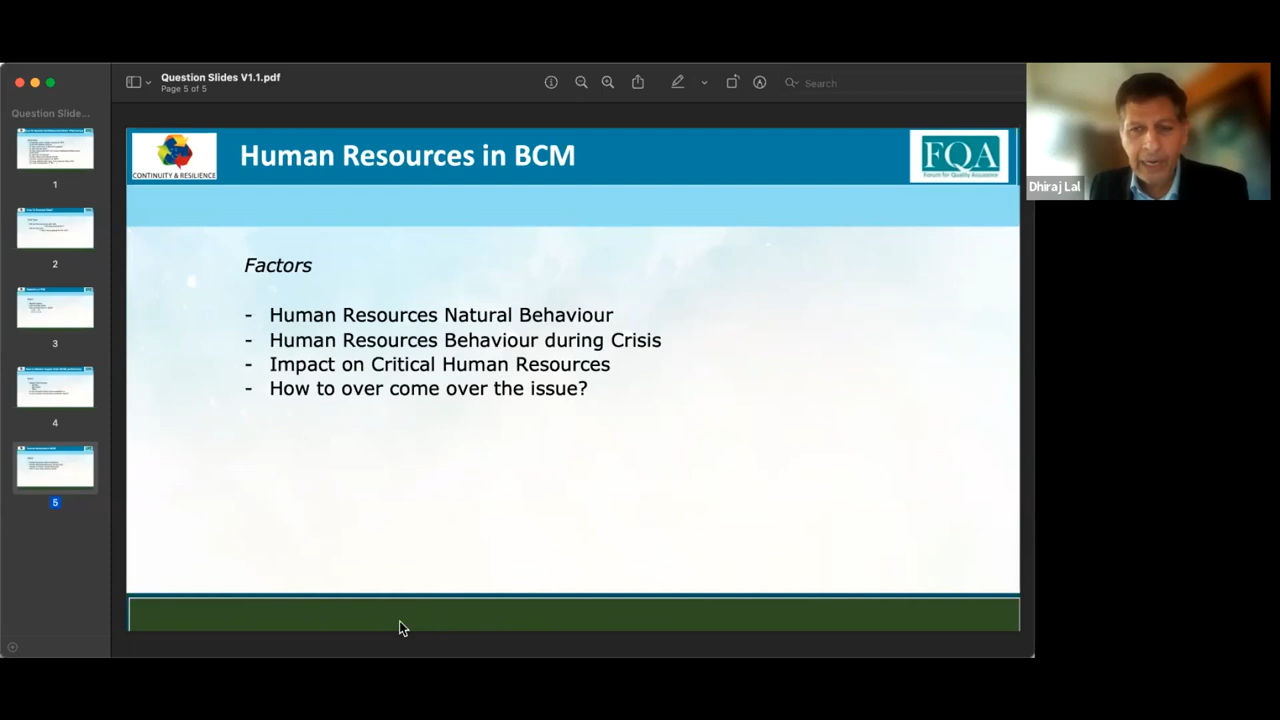 Question Slides V1.1.pdf
Page 5 of 5
Search
Question Slide...
1
2
3
4
5
CONTINUITY & RESILIENCE
Human Resources in BCM
FQA
Forum for Quality Assurance
Factors
- Human Resources Natural Behaviour
- Human Resources Behaviour during Crisis
- Impact on Critical Human Resources
- How to over come over the issue?
Dhiraj Lal